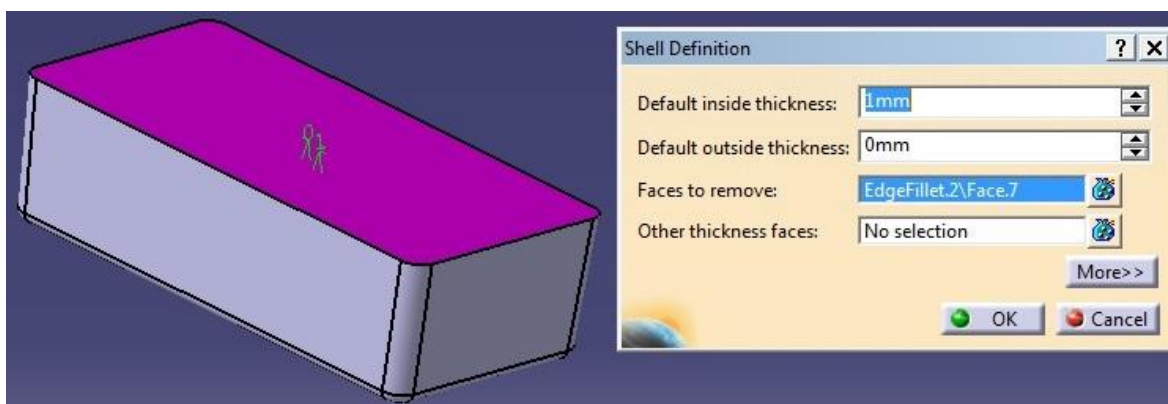 Shell Definition ? X
Default inside thickness: 1mm
Default outside thickness: 0mm
Faces to remove: EdgeFillet.2\Face.7
Other thickness faces: No selection
More>>
OK Cancel